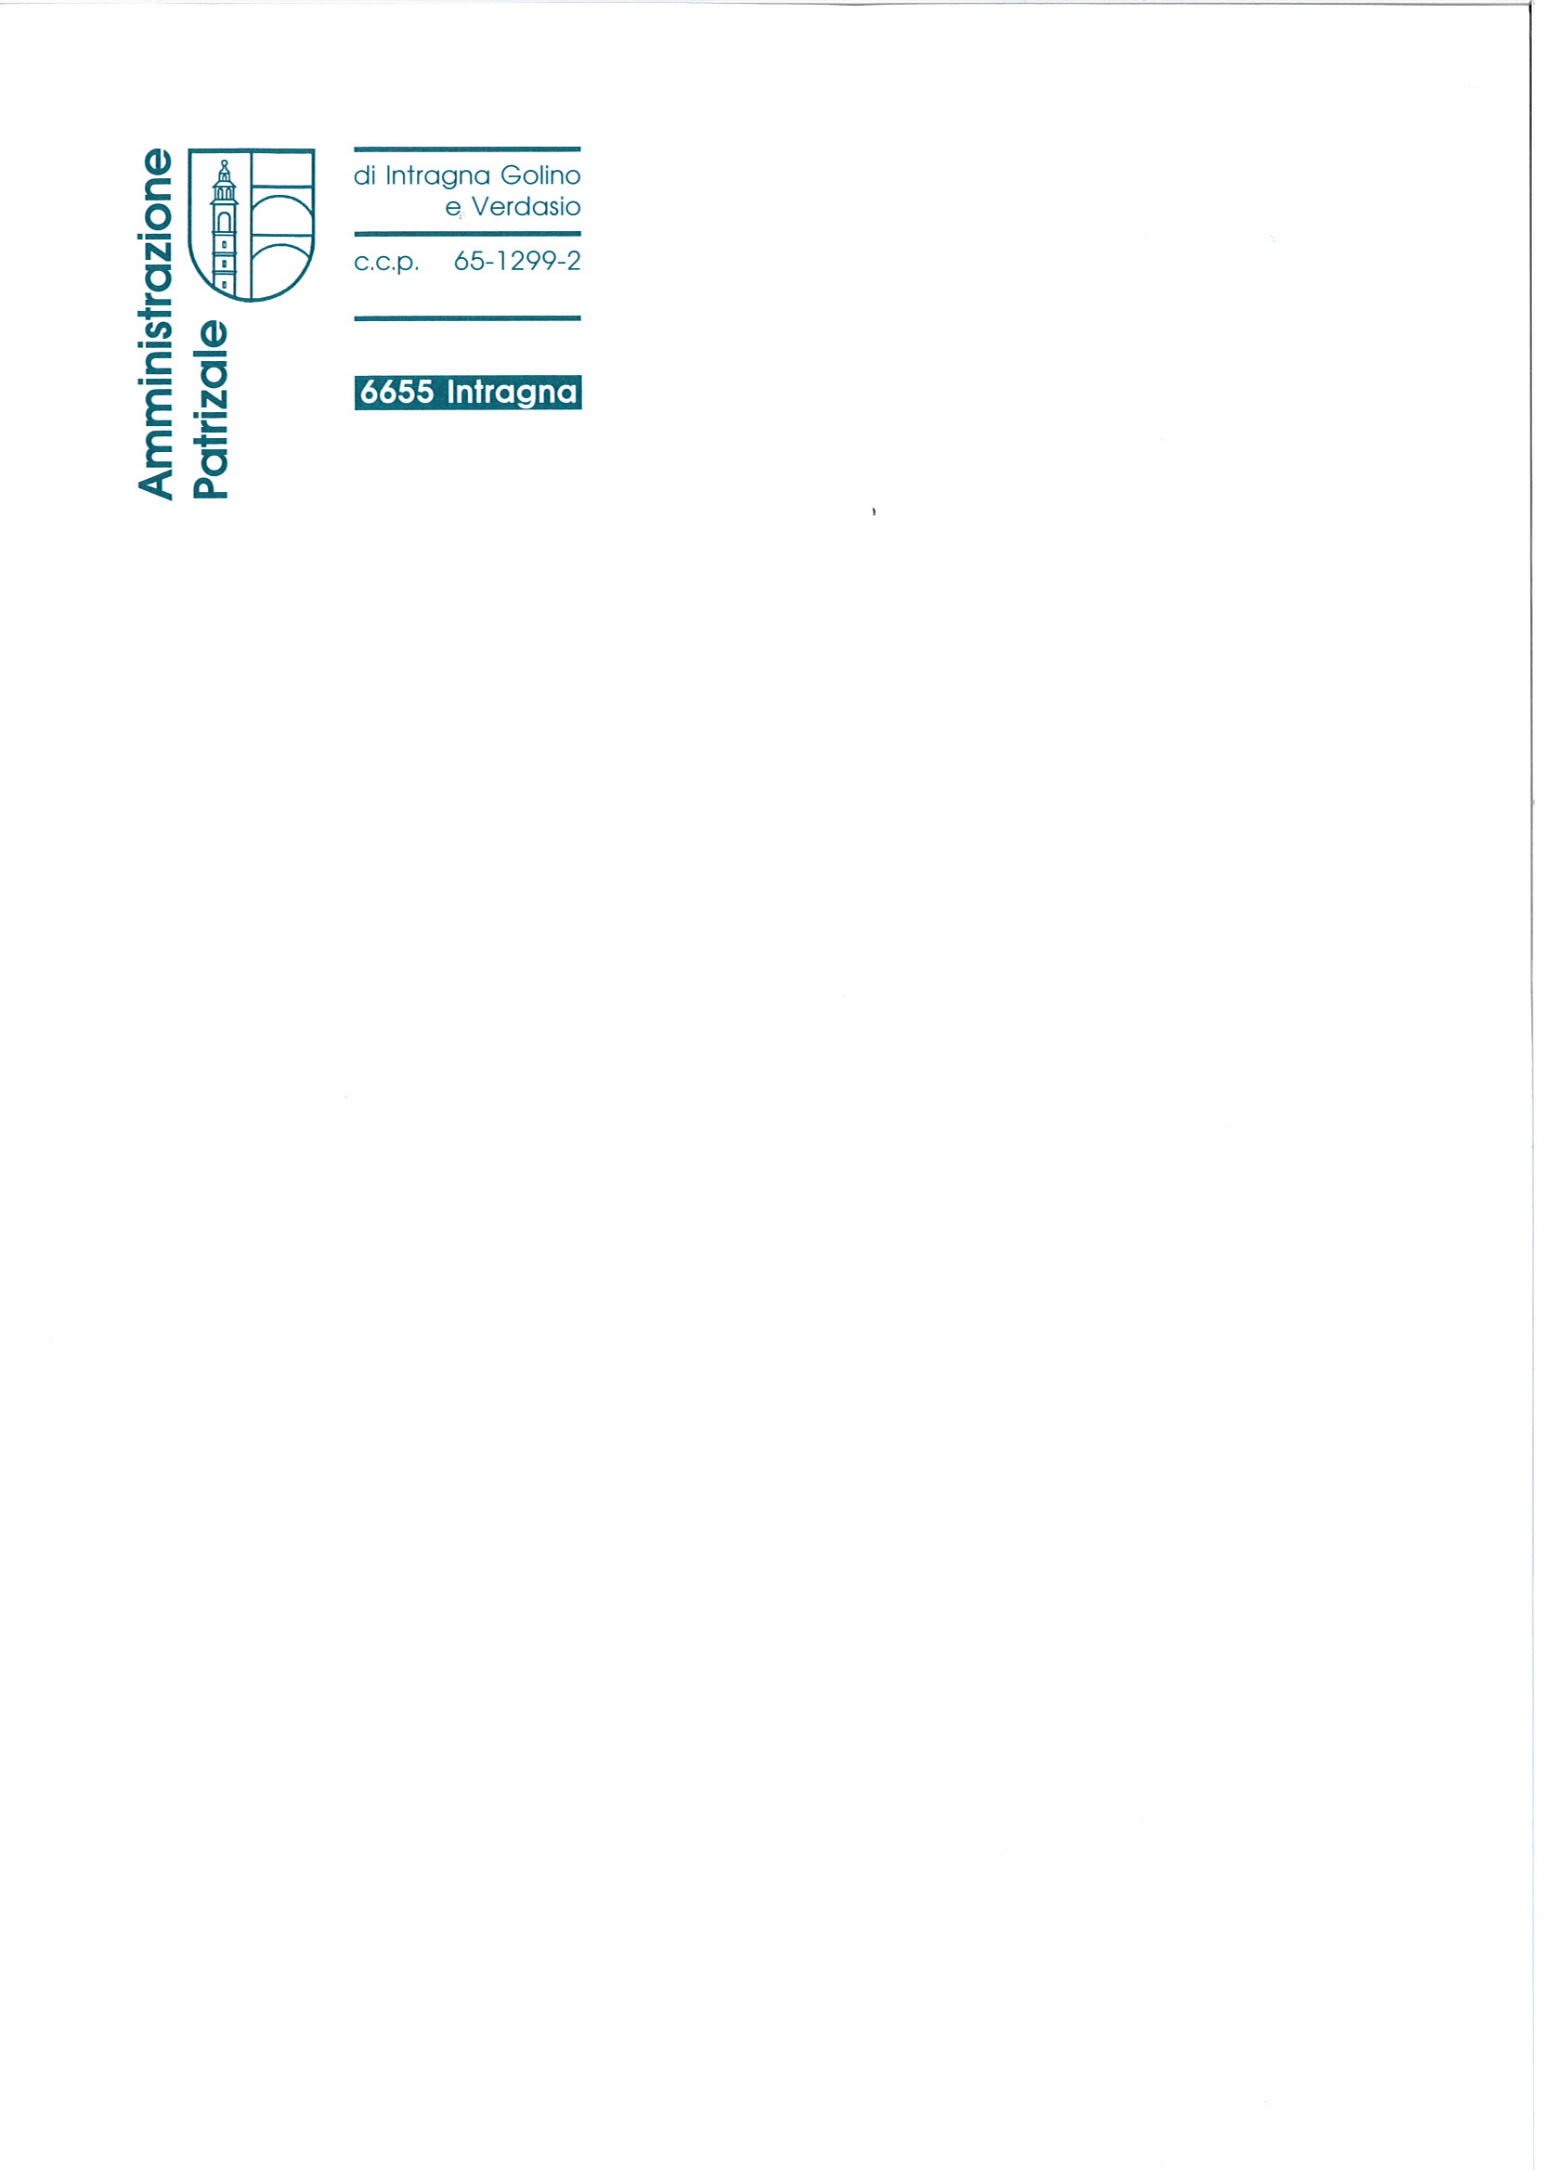 Amministrazione
Patrizale
di Intragna Golino
e Verdasio
c.c.p. 65-1299-2
6655 Intragna